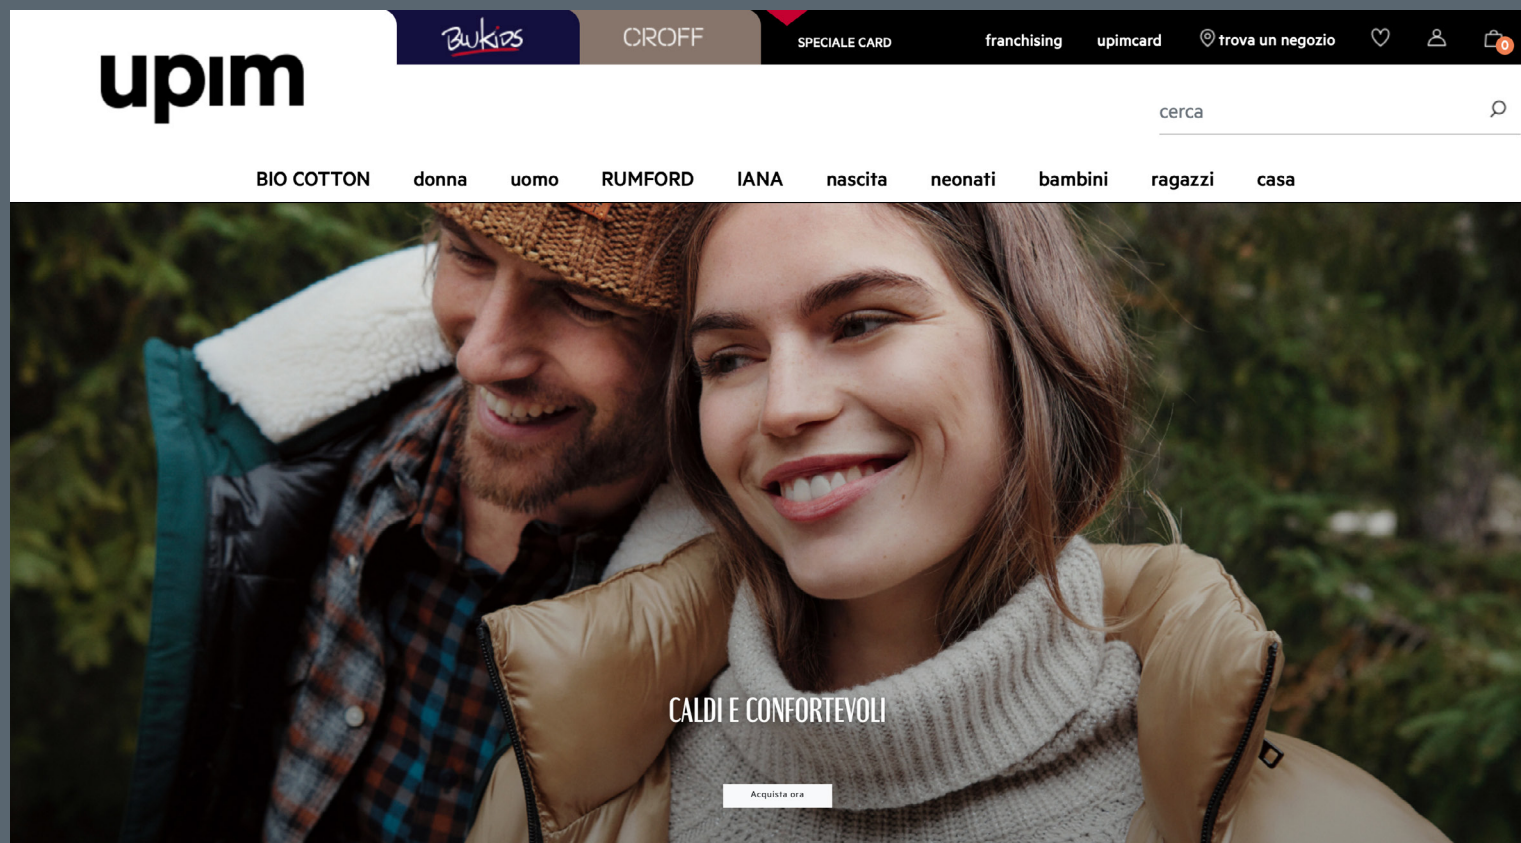 BluKids
CROFF
SPECIALE CARD
franchising
upimcard
trova un negozio
0
upim
cerca
BIO COTTON donna uomo RUMFORD IANA nascita neonati bambini ragazzi casa
CALDI E CONFORTEVOLI
Acquista ora